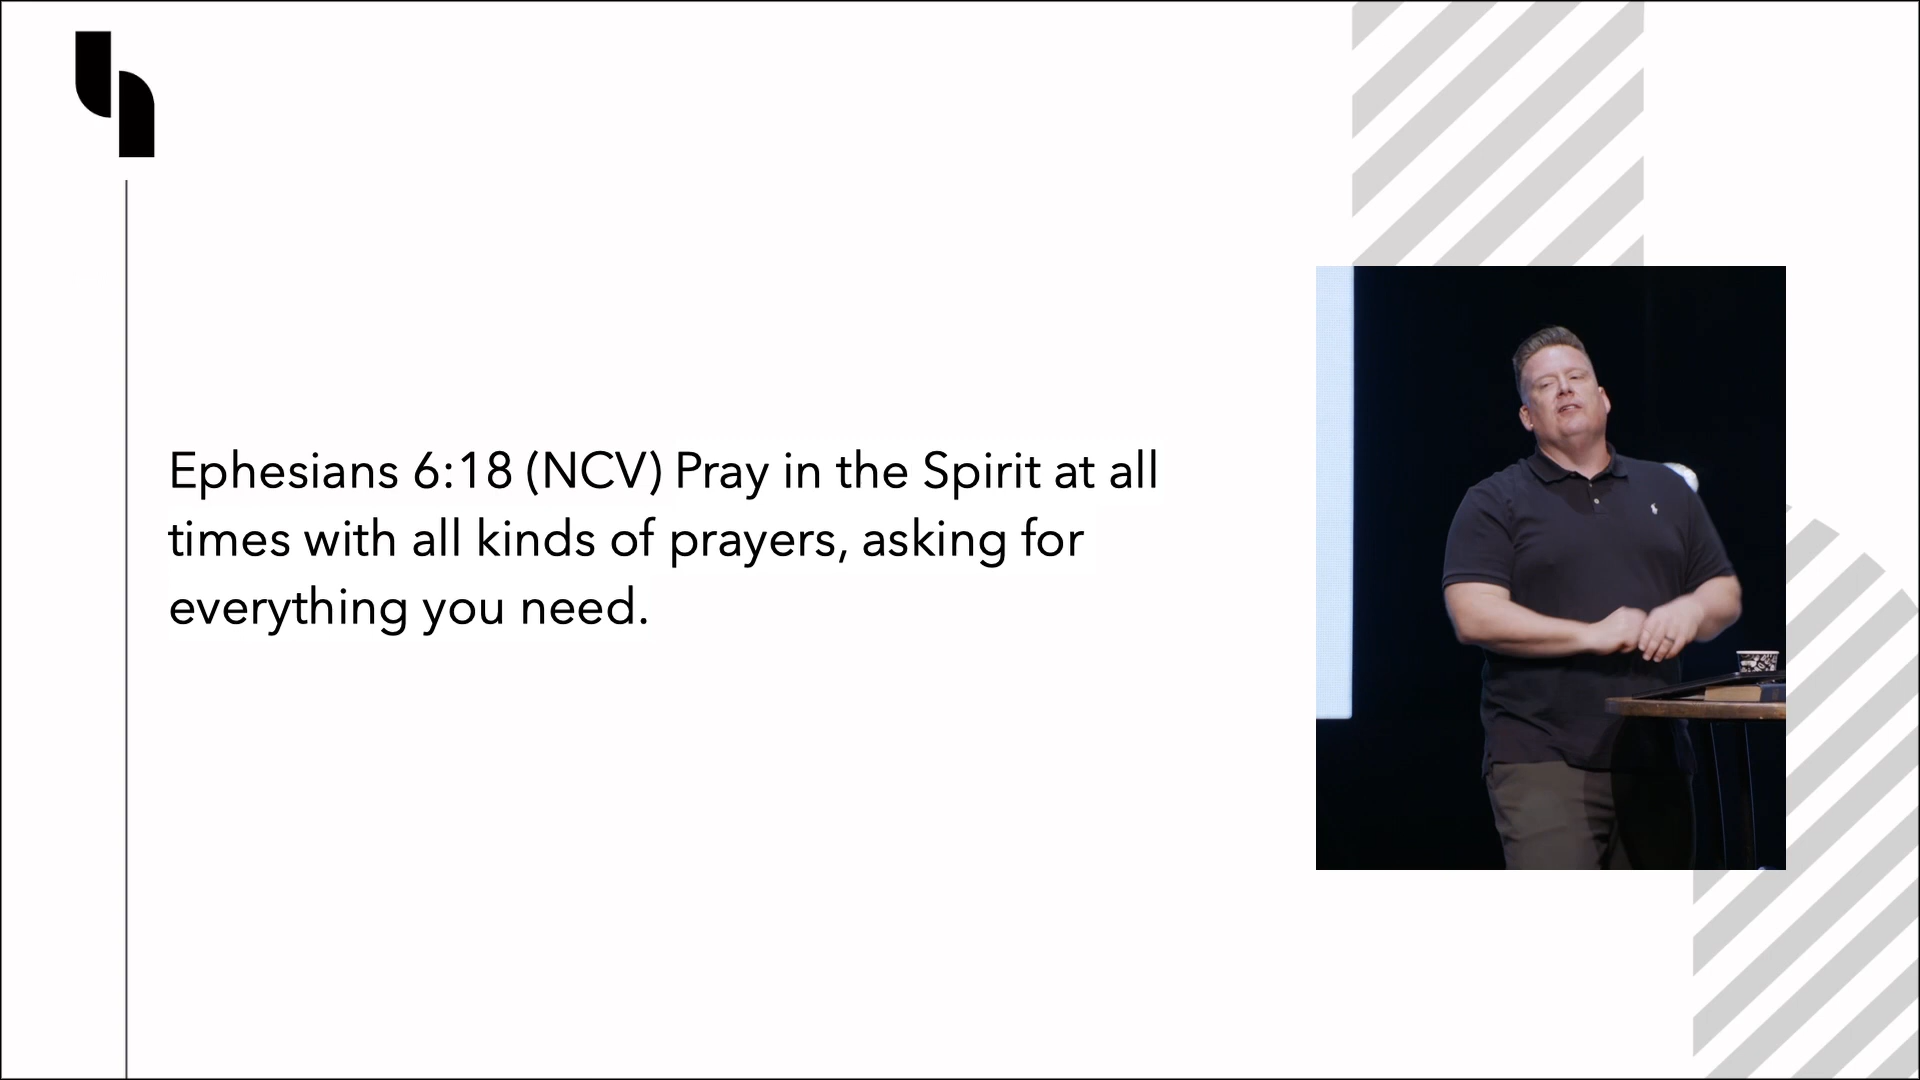 Ephesians 6:18 (NCV) Pray in the Spirit at all
times with all kinds of prayers, asking for
everything you need.